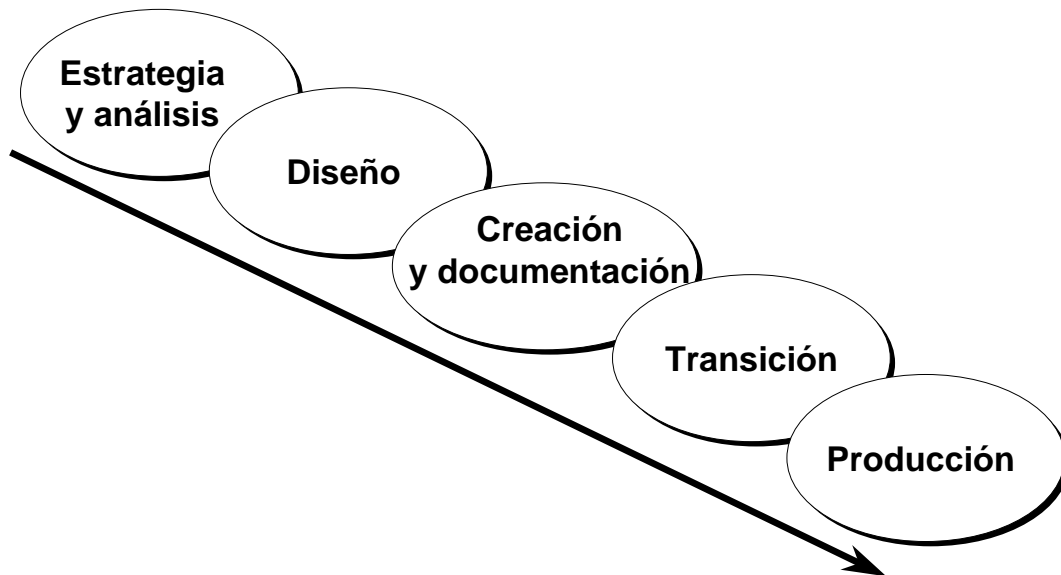 Estrategia
y análisis
Diseño
Creación
y documentación
Transición
Producción